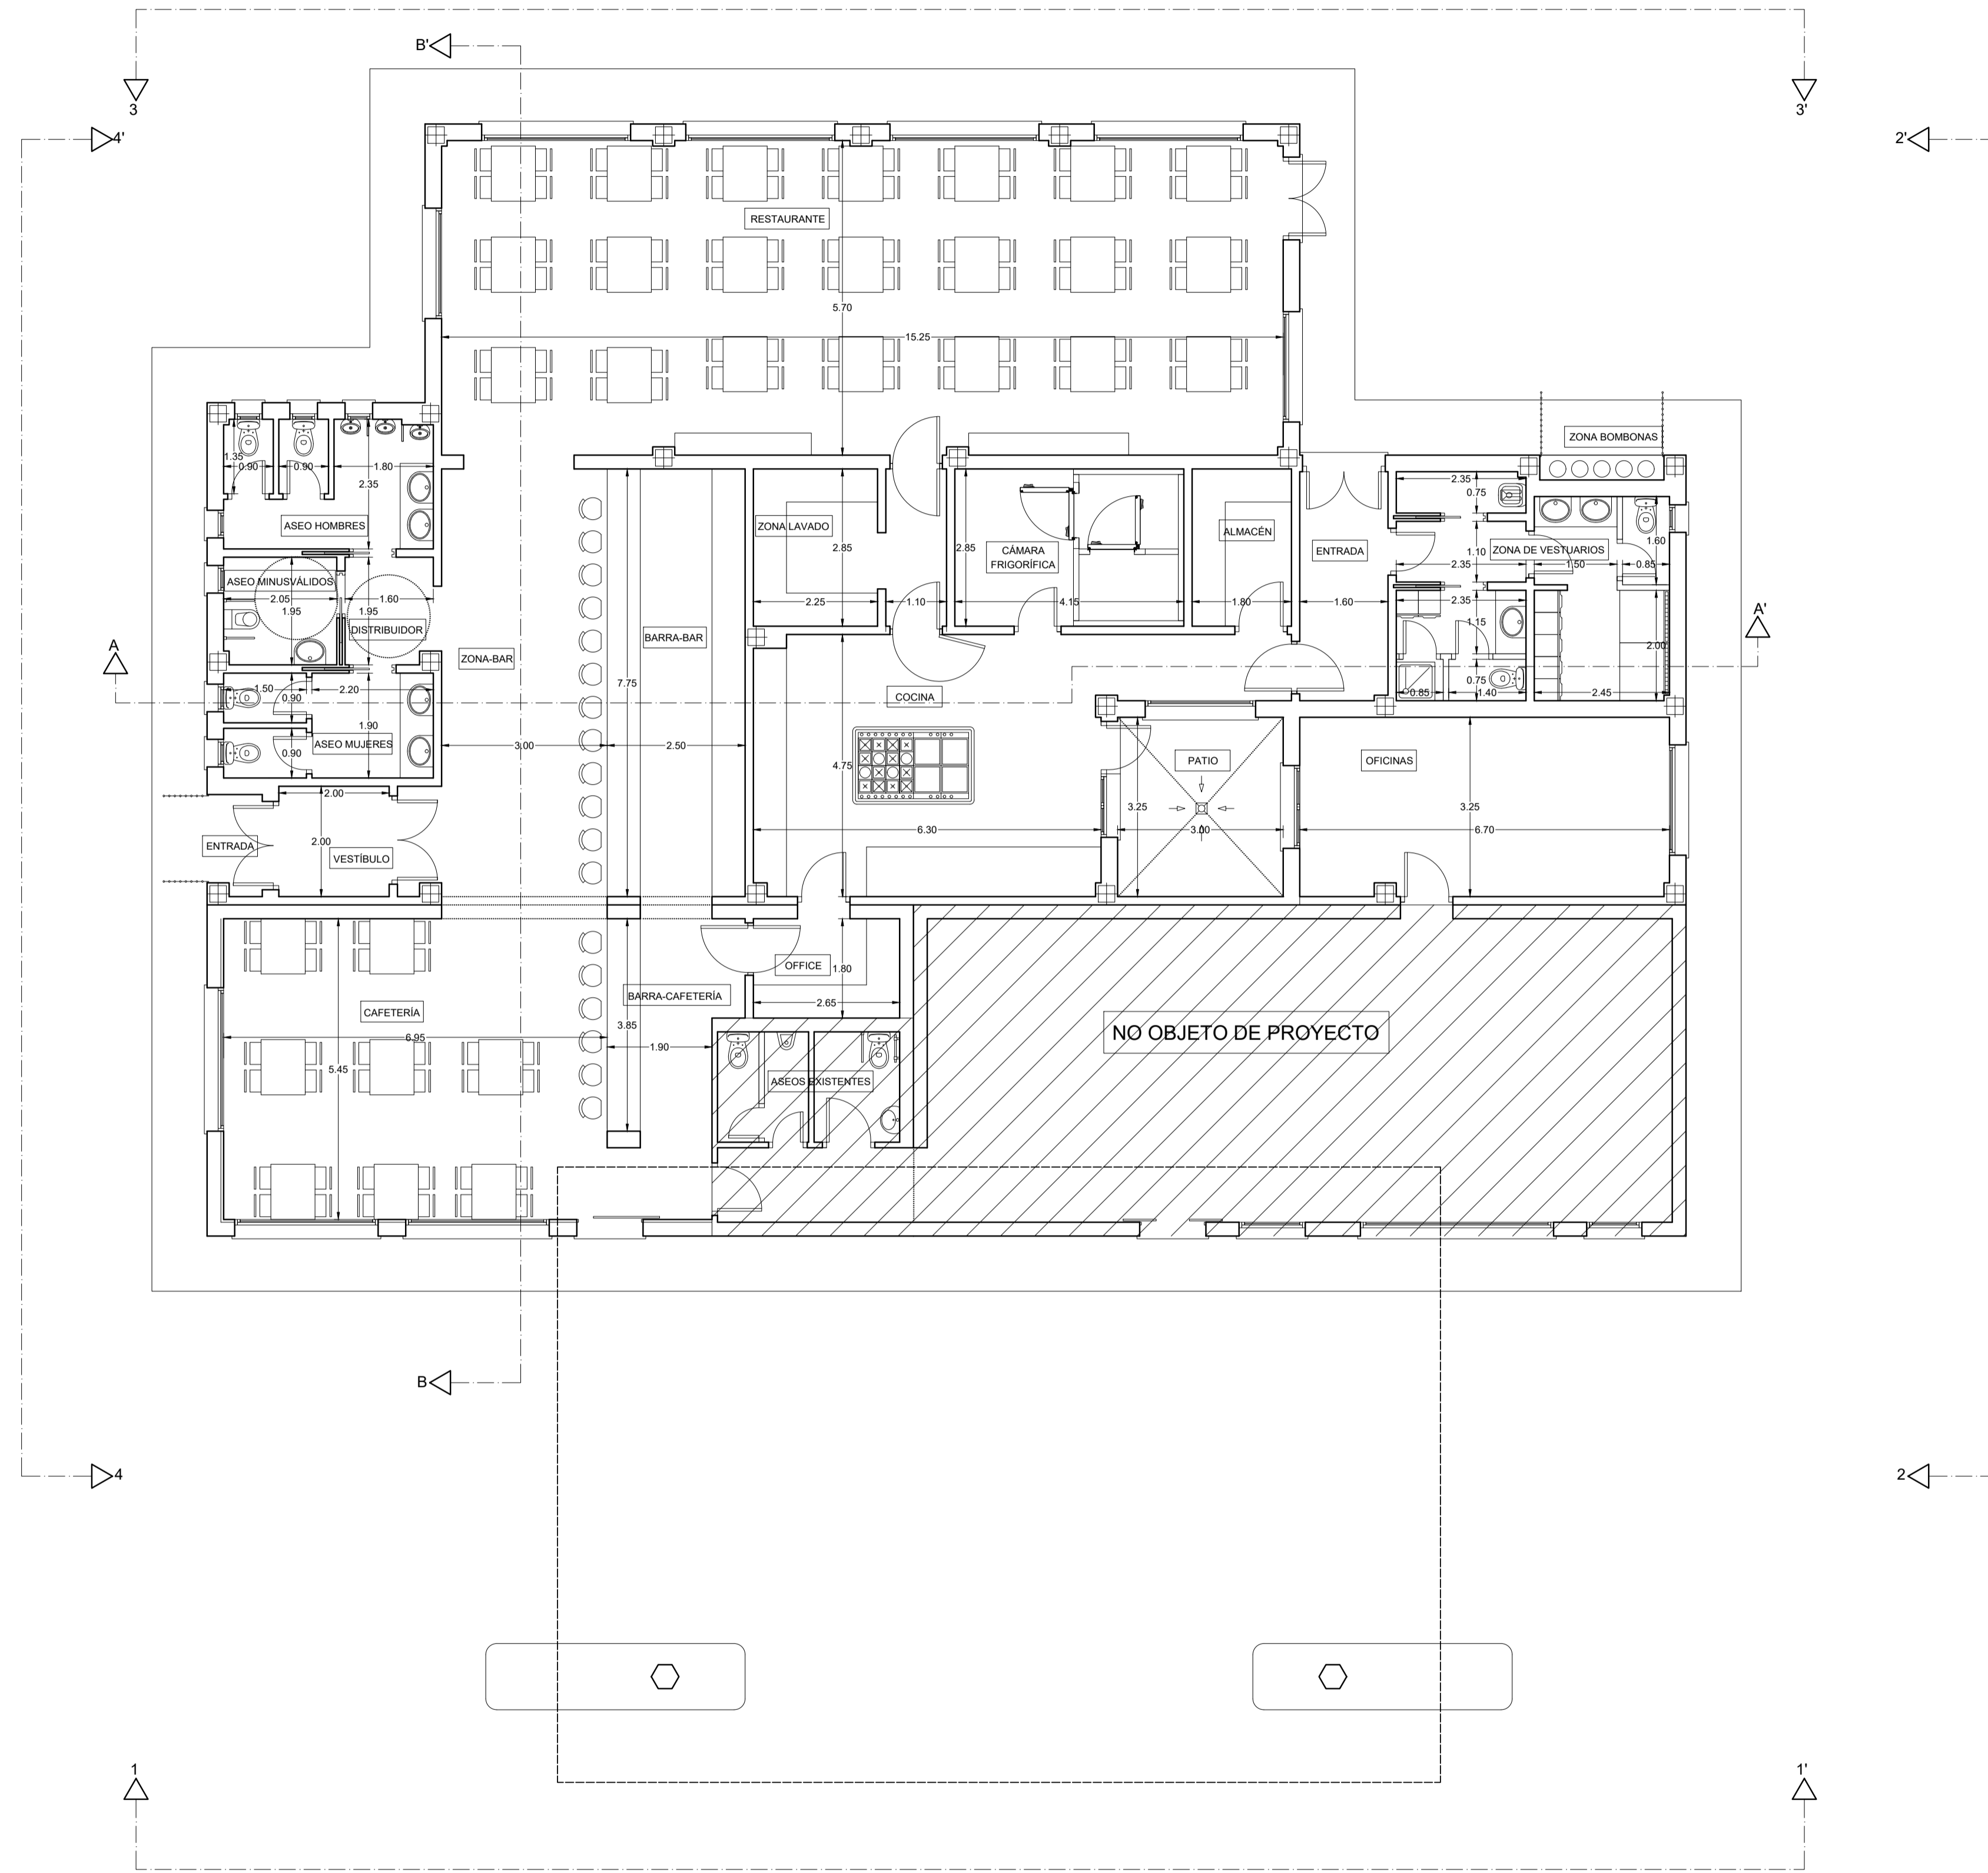 3
3'
B'
4'
2'
RESTAURANTE
5.70
15.25
ZONA BOMBONAS
1.35
0.90
0.90
1.80
2.35
ASEO HOMBRES
ZONA LAVADO
2.85
2.25
1.10
2.85
CÁMARA
FRIGORÍFICA
4.15
ALMACÉN
1.80
ENTRADA
1.60
2.35
0.75
1.10
2.35
ZONA DE VESTUARIOS
1.50
1.60
0.85
2.35
1.15
0.75
0.85
1.40
2.00
2.45
ASEO MINUSVÁLIDOS
2.05
1.95
1.60
1.95
DISTRIBUIDOR
ZONA-BAR
BARRA-BAR
7.75
A
A'
1.50
0.90
2.20
1.90
ASEO MUJERES
0.90
3.00
2.50
COCINA
4.75
6.30
PATIO
3.25
3.00
OFICINAS
3.25
6.70
2.00
2.00
ENTRADA
VESTÍBULO
OFFICE
1.80
2.65
BARRA-CAFETERÍA
3.85
1.90
CAFETERÍA
6.95
5.45
ASEOS EXISTENTES
NO OBJETO DE PROYECTO
B
4
2
1
1'